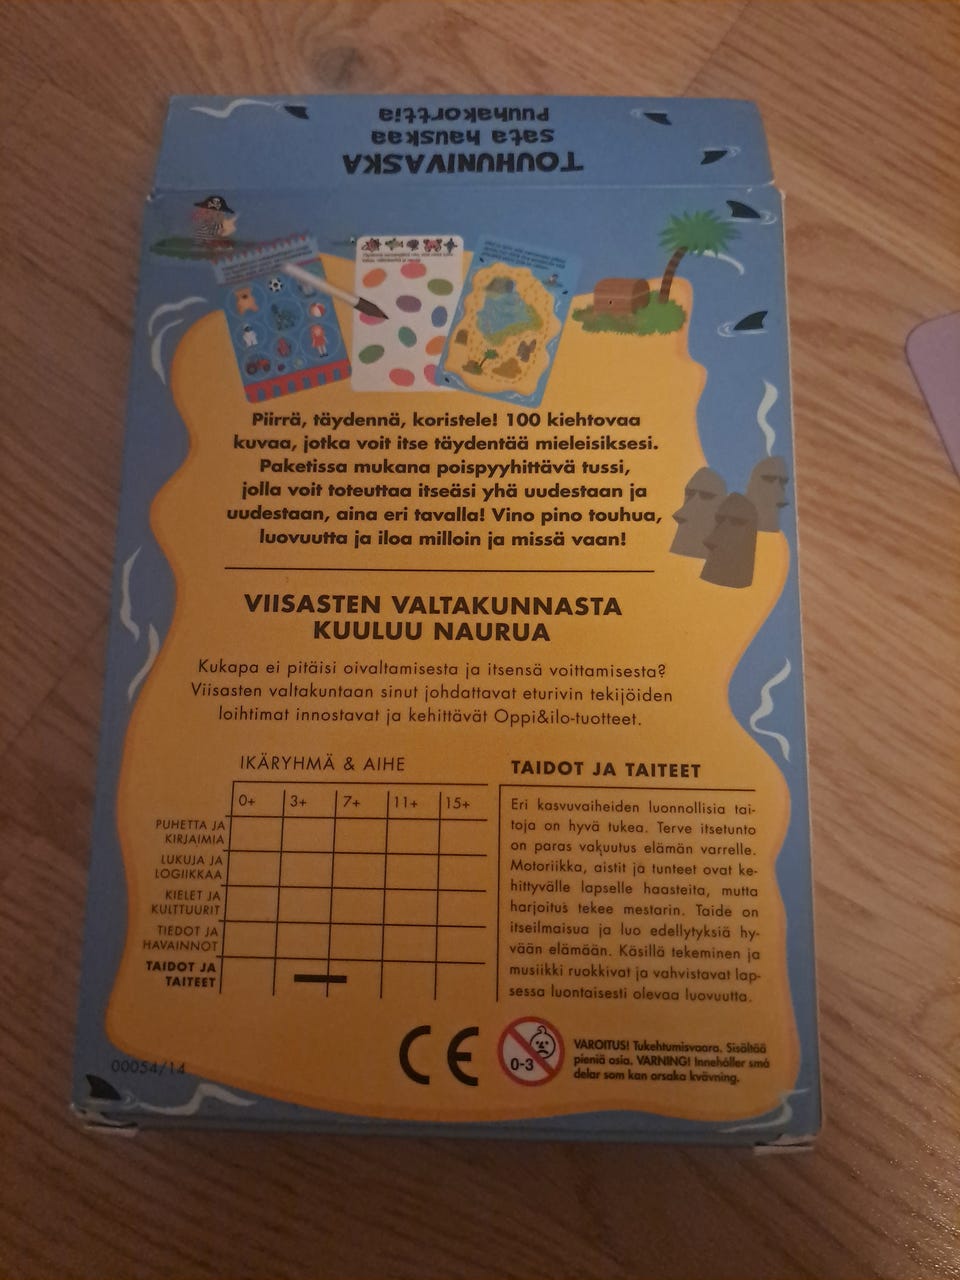 TOUHUNIVASKA
sata hauskaa
puuhakorttia
Piirrä, täydennä, koristele! 100 kiehtovaa
kuvaa, jotka voit itse täydentää mieleisiksesi.
Paketissa mukana poispyyhittävä tussi,
jolla voit toteuttaa itseäsi yhä uudestaan ja
uudestaan, aina eri tavalla! Vino pino touhua,
luovuutta ja iloa milloin ja missä vaan!
VIISASTEN VALTAKUNNASTA
KUULUU NAURUA
Kukapa ei pitäisi oivaltamisesta ja itsensä voittamisesta?
Viisasten valtakuntaan sinut johdattavat eturivin tekijöiden
loihtimat innostavat ja kehittävät Oppi&ilo-tuotteet.
IKÄRYHMÄ & AIHE
0+ 3+ 7+ 11+ 15+
PUHETTA JA
KIRJAIMIA
LUKUJA JA
LOGIIKKAA
KIELET JA
KULTTUURIT
TIEDOT JA
HAVAINNOT
TAIDOT JA
TAITEET
TAIDOT JA TAITEET
Eri kasvuvaiheiden luonnollisia tai-
toja on hyvä tukea. Terve itsetunto
on paras vakuutus elämän varrelle.
Motoriikka, aistit ja tunteet ovat ke-
hittyvälle lapselle haasteita, mutta
harjoitus tekee mestarin. Taide on
itseilmaisua ja luo edellytyksiä hy-
vään elämään. Käsillä tekeminen ja
musiikki ruokkivat ja vahvistavat lap-
sessa luontaisesti olevaa luovuutta.
CE
0-3
VAROITUS! Tukehtumisvaara. Sisältää
pieniä osia. VARNING! Innehåller små
delar som kan orsaka kvävning.
00054/14